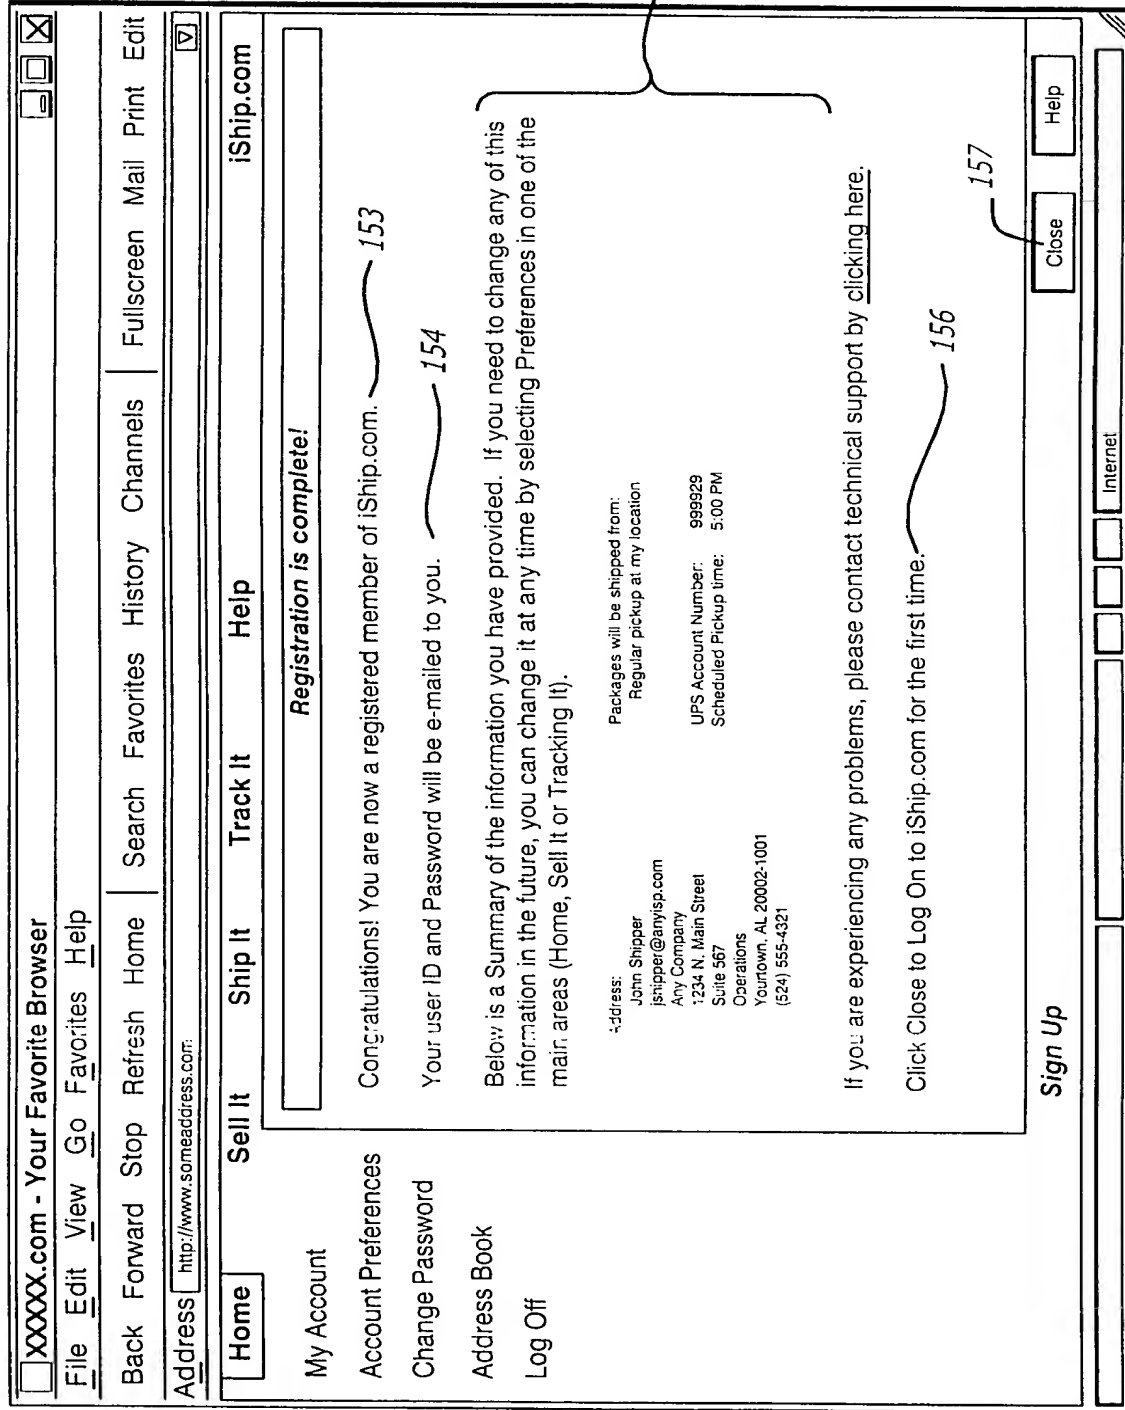 XXXXX.com - Your Favorite Browser
File Edit View Go Favorites Help
Back Forward Stop Refresh Home Search Favorites History Channels Fullscreen Mail Print Edit
Address http://www.someaddress.com
Home Sell It Ship It Track It Help iShip.com
My Account
Account Preferences
Change Password
Address Book
Log Off
Registration is complete!
Congratulations! You are now a registered member of iShip.com. 153
Your user ID and Password will be e-mailed to you. 154
Below is a Summary of the information you have provided. If you need to change any of this
information in the future, you can change it at any time by selecting Preferences in one of the
main areas (Home, Sell It or Tracking It).
Address:
John Shipper
jshipper@anyisp.com
Any Company
1234 N. Main Street
Suite 567
Operations
Yourtown, AL 20002-1001
(524) 555-4321
Packages will be shipped from:
Regular pickup at my location
UPS Account Number: 999929
Scheduled Pickup time: 5:00 PM
If you are experiencing any problems, please contact technical support by clicking here.
Click Close to Log On to iShip.com for the first time. 156
157
Sign Up Close Help
Internet